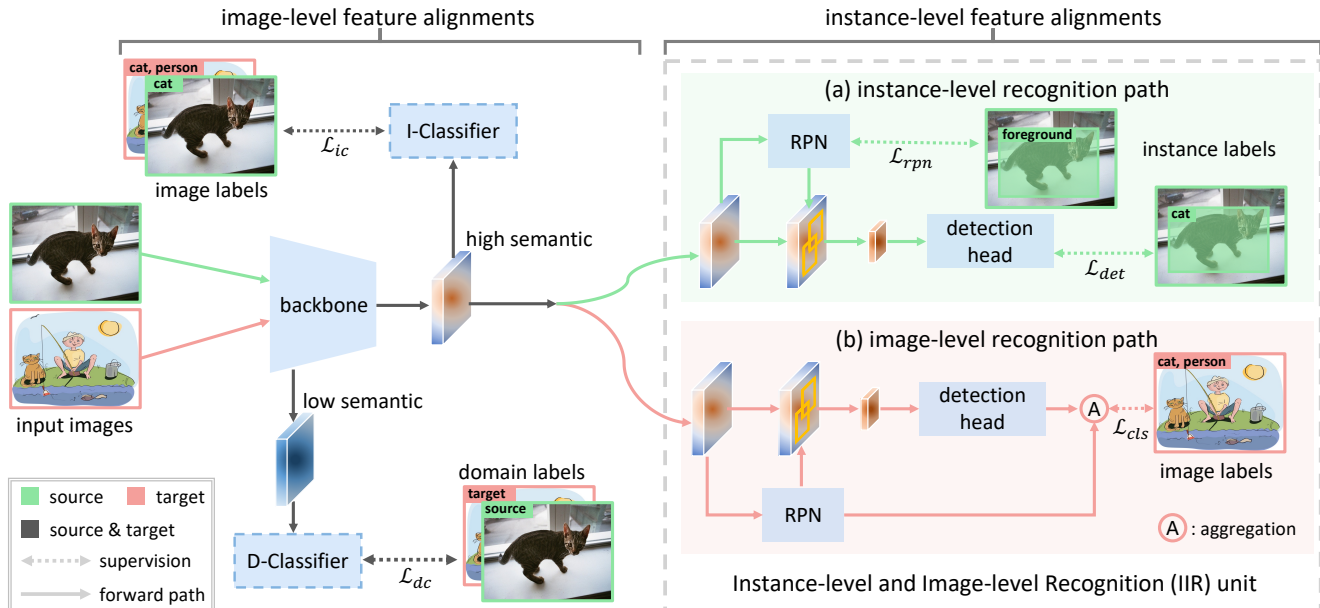 image-level feature alignments
instance-level feature alignments
cat, person
cat
I-Classifier
ℒ𝑖𝑐
image labels
high semantic
backbone
input images
low semantic
domain labels
target
source
D-Classifier
ℒ𝑑𝑐
source
target
source & target
supervision
forward path
(a) instance-level recognition path
RPN
ℒ𝑟𝑝𝑛
foreground
instance labels
cat
detection
head
ℒ𝑑𝑒𝑡
(b) image-level recognition path
cat, person
detection
head
A
ℒ𝑐𝑙𝑠
image labels
RPN
A : aggregation
Instance-level and Image-level Recognition (IIR) unit